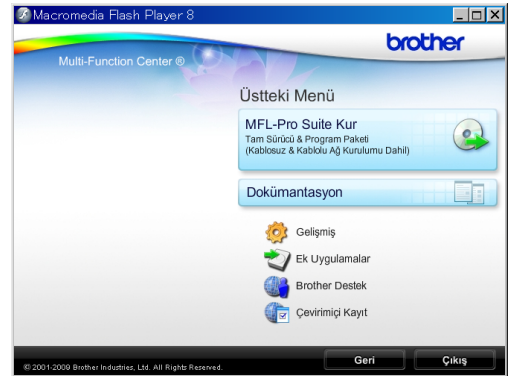 Macromedia Flash Player 8
brother
Multi-Function Center ®
Üstteki Menü
MFL-Pro Suite Kur
Tam Sürücü & Program Paketi
(Kablosuz & Kablolu Ağ Kurulumu Dahil)
Dokümantasyon
Gelişmiş
Ek Uygulamalar
Brother Destek
Çevirimiçi Kayıt
© 2001-2009 Brother Industries, Ltd. All Rights Reserved.
Geri
Çıkış